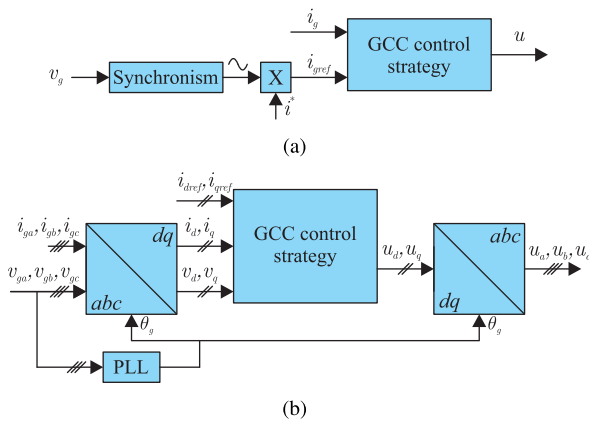 i_g
GCC control
strategy
u
v_g
Synchronism
X
i_gref
i*
(a)
i_dref, i_qref
i_ga, i_gb, i_gc
dq
i_d, i_q
GCC control
strategy
abc
u_d, u_q
u_a, u_b, u_c
v_ga, v_gb, v_gc
abc
v_d, v_q
dq
θ_g
θ_g
PLL
(b)